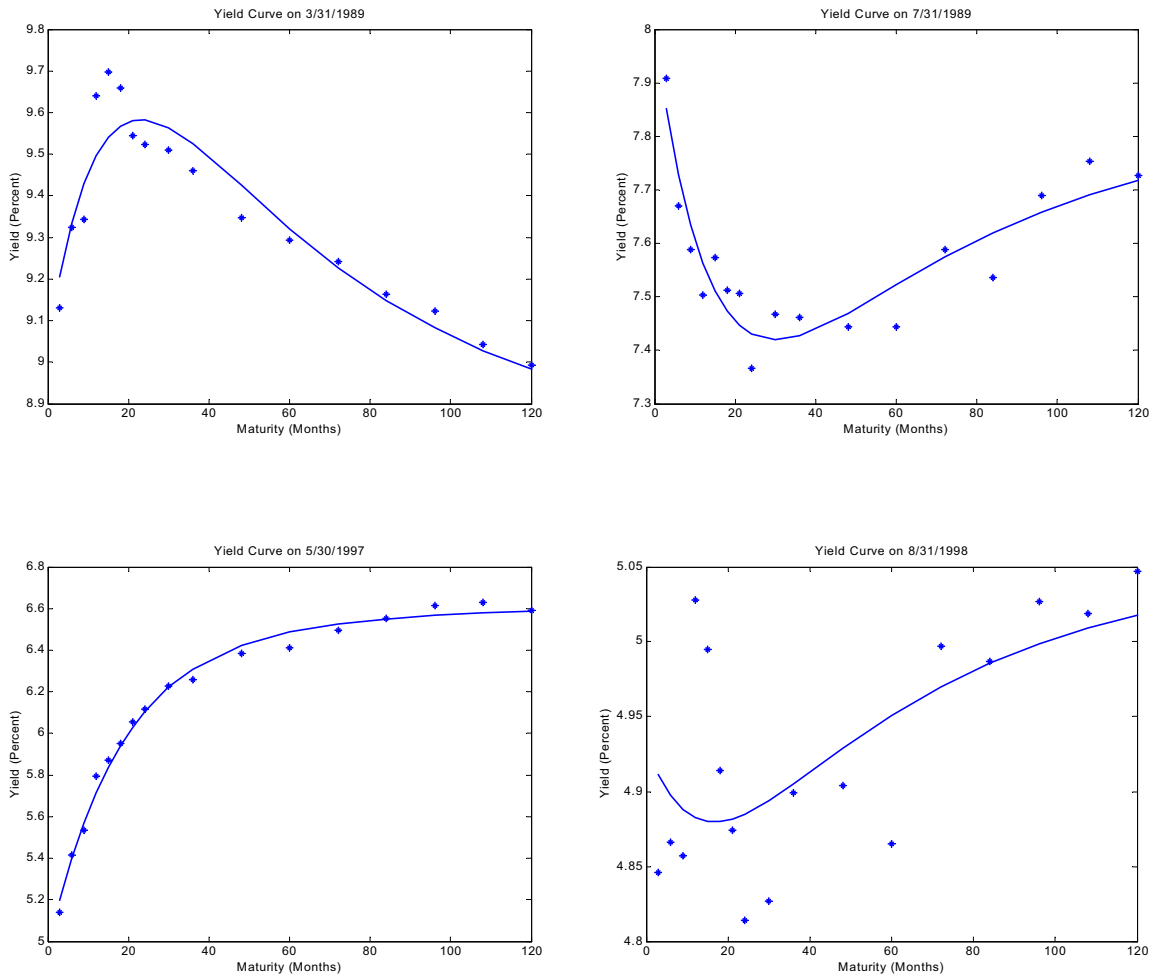 Yield Curve on 3/31/1989
9.8
9.7
9.6
9.5
9.4
9.3
9.2
9.1
9
8.9
Yield (Percent)
0 20 40 60 80 100 120
Maturity (Months)
Yield Curve on 7/31/1989
8
7.9
7.8
7.7
7.6
7.5
7.4
7.3
Yield (Percent)
0 20 40 60 80 100 120
Maturity (Months)
Yield Curve on 5/30/1997
6.8
6.6
6.4
6.2
6
5.8
5.6
5.4
5.2
5
Yield (Percent)
0 20 40 60 80 100 120
Maturity (Months)
Yield Curve on 8/31/1998
5.05
5
4.95
4.9
4.85
4.8
Yield (Percent)
0 20 40 60 80 100 120
Maturity (Months)